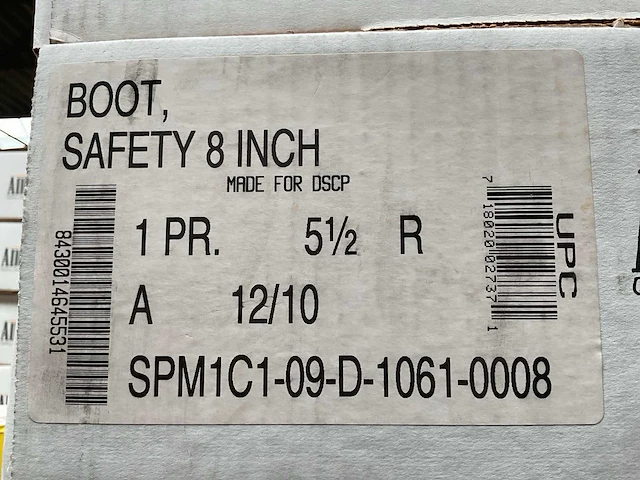 BOOT,
SAFETY 8 INCH
MADE FOR DSCP
1 PR. 5½ R
A 12/10
SPM1C1-09-D-1061-0008
8430014645531
7 18020 02737 1
UPC